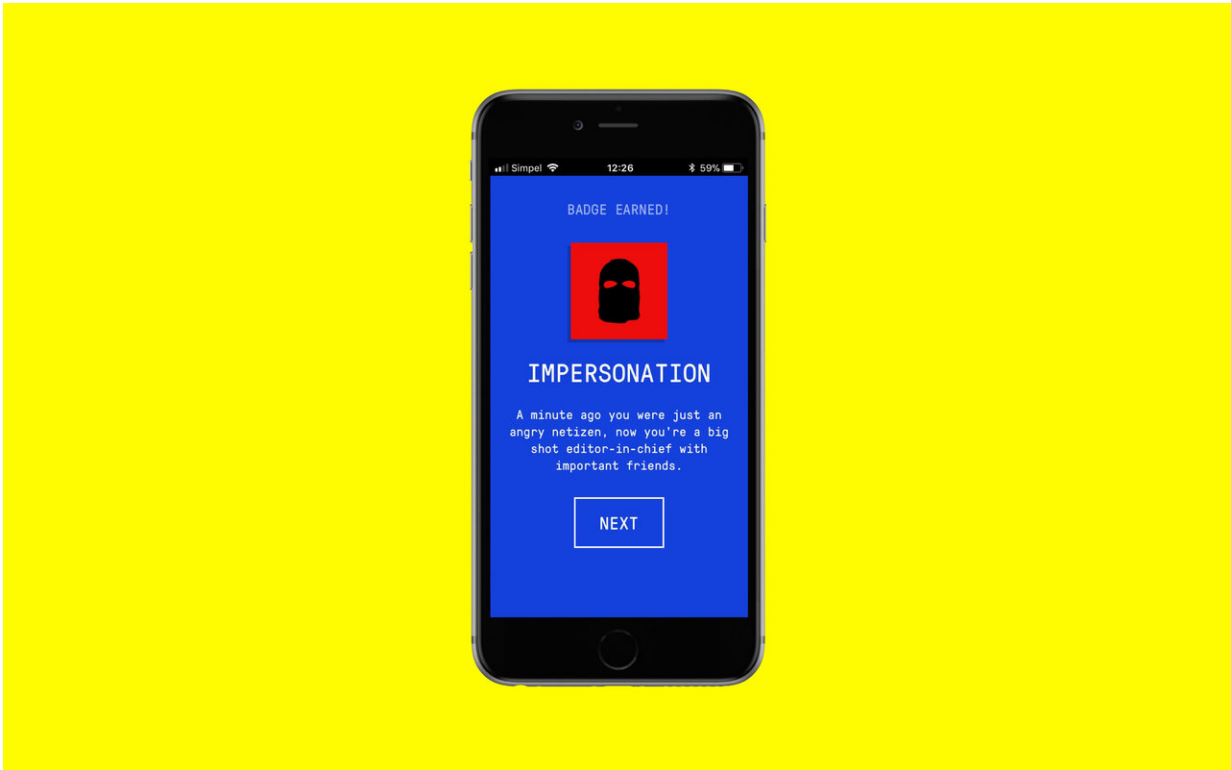 Simpel 12:26 59%
BADGE EARNED!
IMPERSONATION
A minute ago you were just an
angry netizen, now you're a big
shot editor-in-chief with
important friends.
NEXT